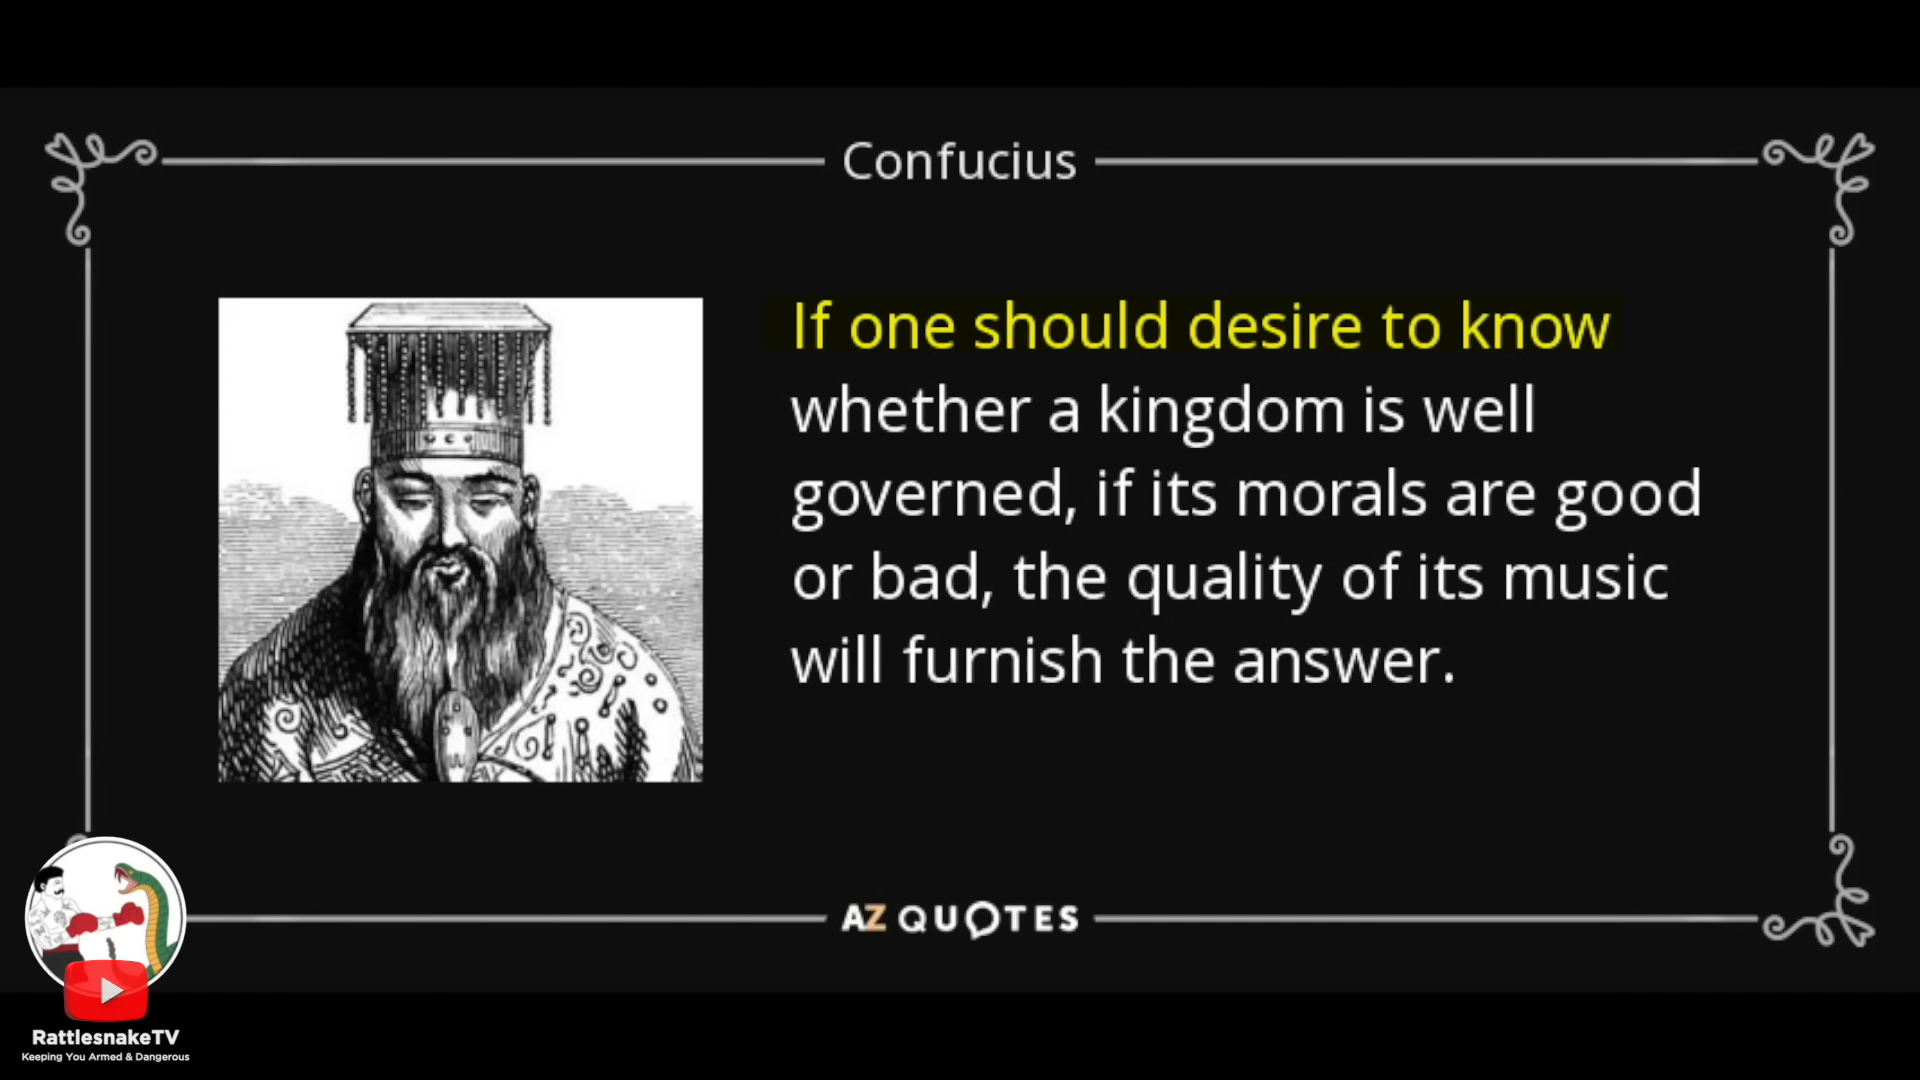 Confucius
If one should desire to know
whether a kingdom is well
governed, if its morals are good
or bad, the quality of its music
will furnish the answer.
AZ QUOTES
RattlesnakeTV
Keeping You Armed & Dangerous